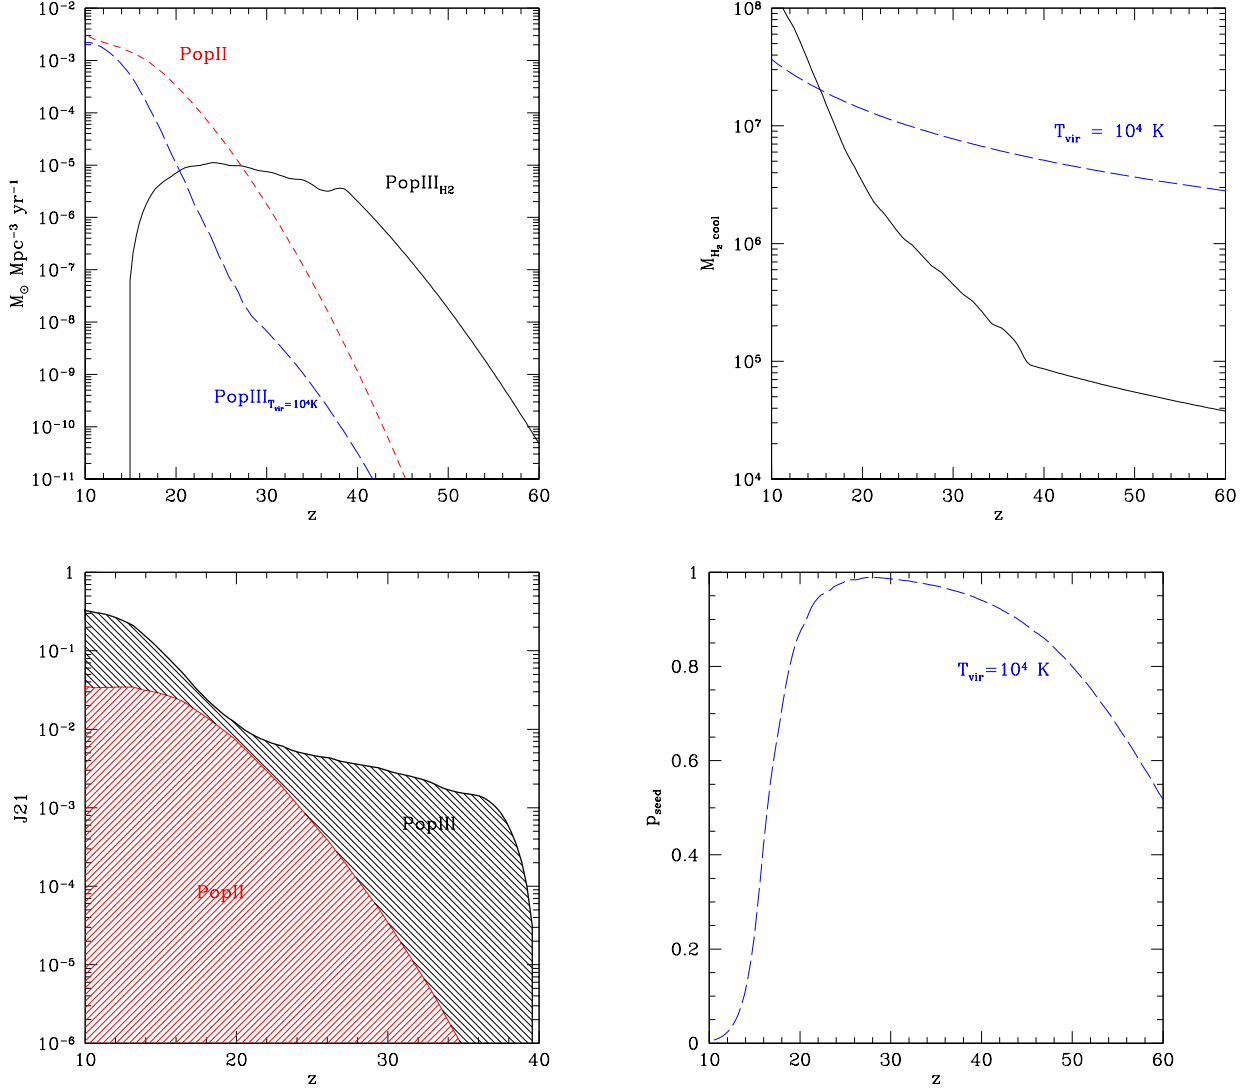 10⁻²
10⁻³
10⁻⁴
10⁻⁵
10⁻⁶
10⁻⁷
10⁻⁸
10⁻⁹
10⁻¹⁰
10⁻¹¹
M☉ Mpc⁻³ yr⁻¹
PopII
PopIII_H2
PopIII_Tvir=10⁴K
10 20 30 40 50 60
z
10⁸
10⁷
10⁶
10⁵
10⁴
M_H₂ cool
T_vir = 10⁴ K
10 20 30 40 50 60
z
1
10⁻¹
10⁻²
10⁻³
10⁻⁴
10⁻⁵
10⁻⁶
J21
PopIII
PopII
10 20 30 40
z
1
0.8
0.6
0.4
0.2
0
p_seed
T_vir=10⁴ K
10 20 30 40 50 60
z